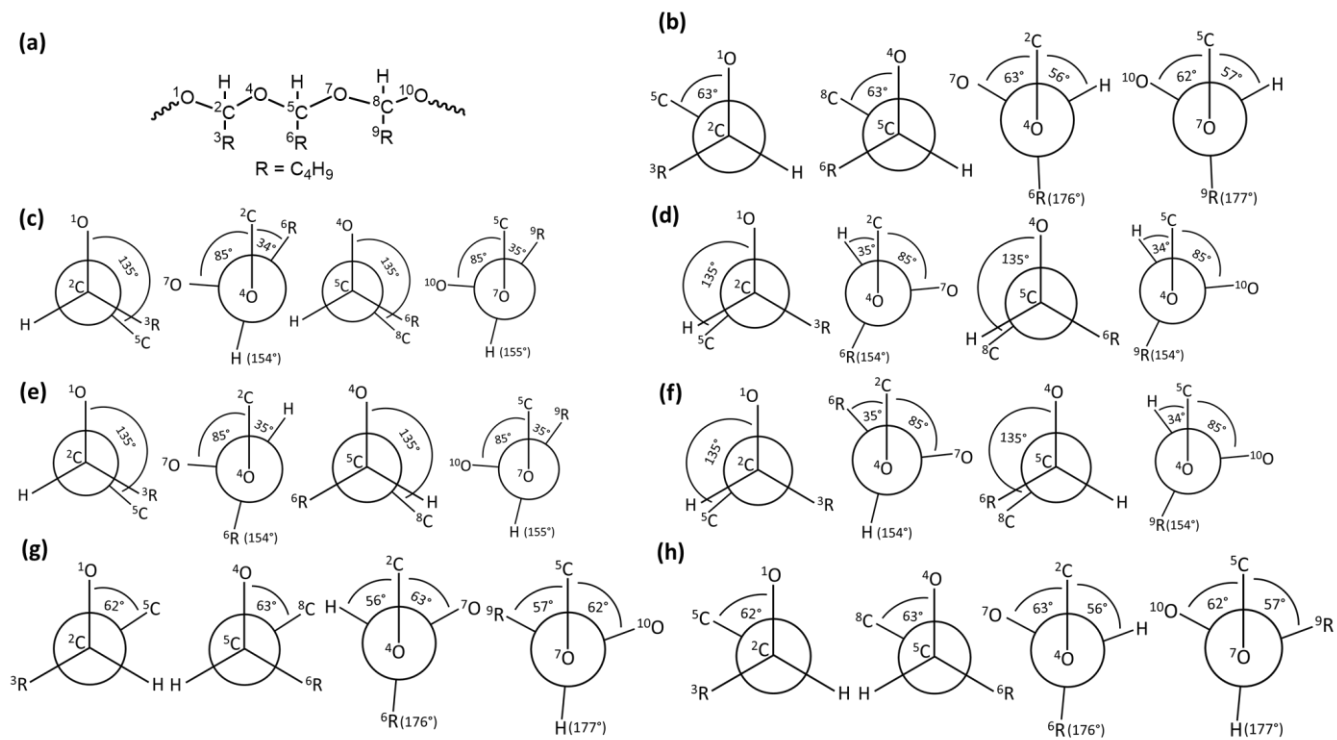 (a)
H H H
¹O ⁴O ⁷O ¹⁰O
²C ⁵C ⁸C
³R ⁶R ⁹R
R = C₄H₉
(b)
¹O ⁵C 63° ²C ³R H
⁴O ⁸C 63° ⁵C ⁶R H
²C ⁷O 63° 56° H ⁴O ⁶R (176°)
⁵C ¹⁰O 62° 57° H ⁷O ⁹R (177°)
(c)
¹O 135° ²C H ³R ⁵C
²C ⁶R 85° 34° ⁷O ⁴O H (154°)
⁴O 135° ⁵C H ⁶R ⁸C
⁵C ⁹R 85° 35° ¹⁰O ⁷O H (155°)
(d)
¹O 135° ²C H ⁵C ³R
²C H 35° 85° ⁷O ⁴O ⁶R (154°)
⁴O 135° ⁵C H ⁸C ⁶R
⁵C H 34° 85° ¹⁰O ⁴O ⁹R (154°)
(e)
¹O 135° ²C H ³R ⁵C
²C H 85° 35° ⁷O ⁴O ⁶R (154°)
⁴O 135° ⁵C ⁶R H ⁸C
⁵C ⁹R 85° 35° ¹⁰O ⁷O H (155°)
(f)
¹O 135° ²C H ⁵C ³R
²C ⁶R 35° 85° ⁷O ⁴O H (154°)
⁴O 135° ⁵C ⁶R ⁸C H
⁵C H 34° 85° ¹⁰O ⁴O ⁹R (154°)
(g)
¹O 62° ⁵C ²C ³R H
⁴O 63° ⁸C ⁵C H ⁶R
²C H 56° 63° ⁷O ⁴O ⁶R (176°)
⁵C ⁹R 57° 62° ¹⁰O ⁷O H (177°)
(h)
¹O ⁵C 62° ²C ³R H
⁴O ⁸C 63° ⁵C H ⁶R
²C ⁷O 63° 56° H ⁴O ⁶R (176°)
⁵C ¹⁰O 62° 57° ⁹R ⁷O H (177°)